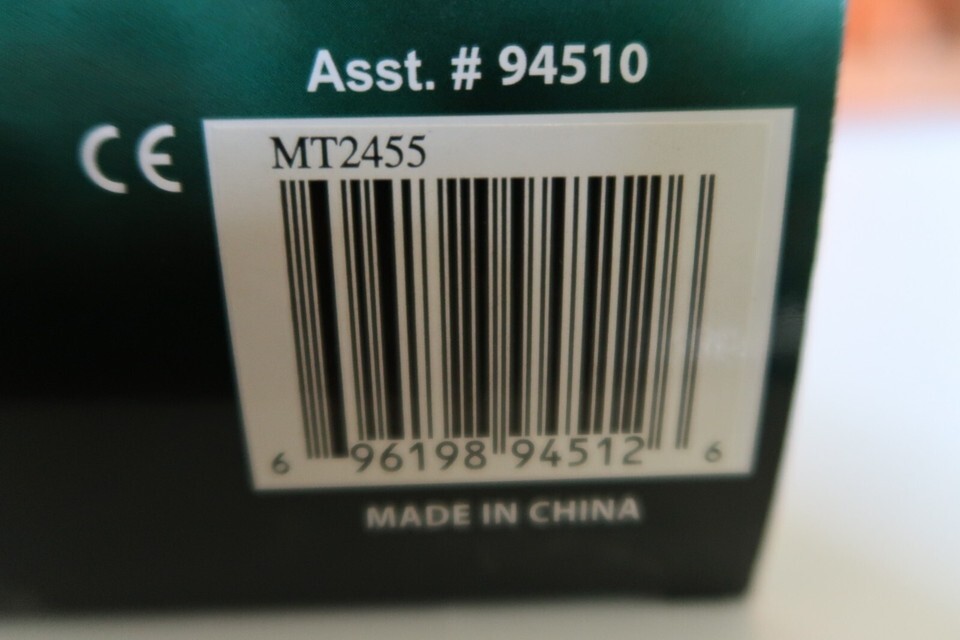 Asst. # 94510
CE
MT2455
6 96198 94512 6
MADE IN CHINA